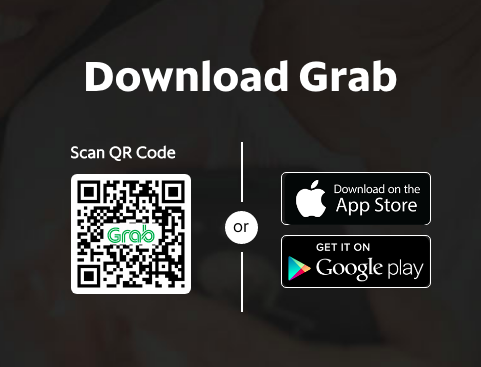 Download Grab
Scan QR Code
Grab
or
Download on the
App Store
GET IT ON
Google play